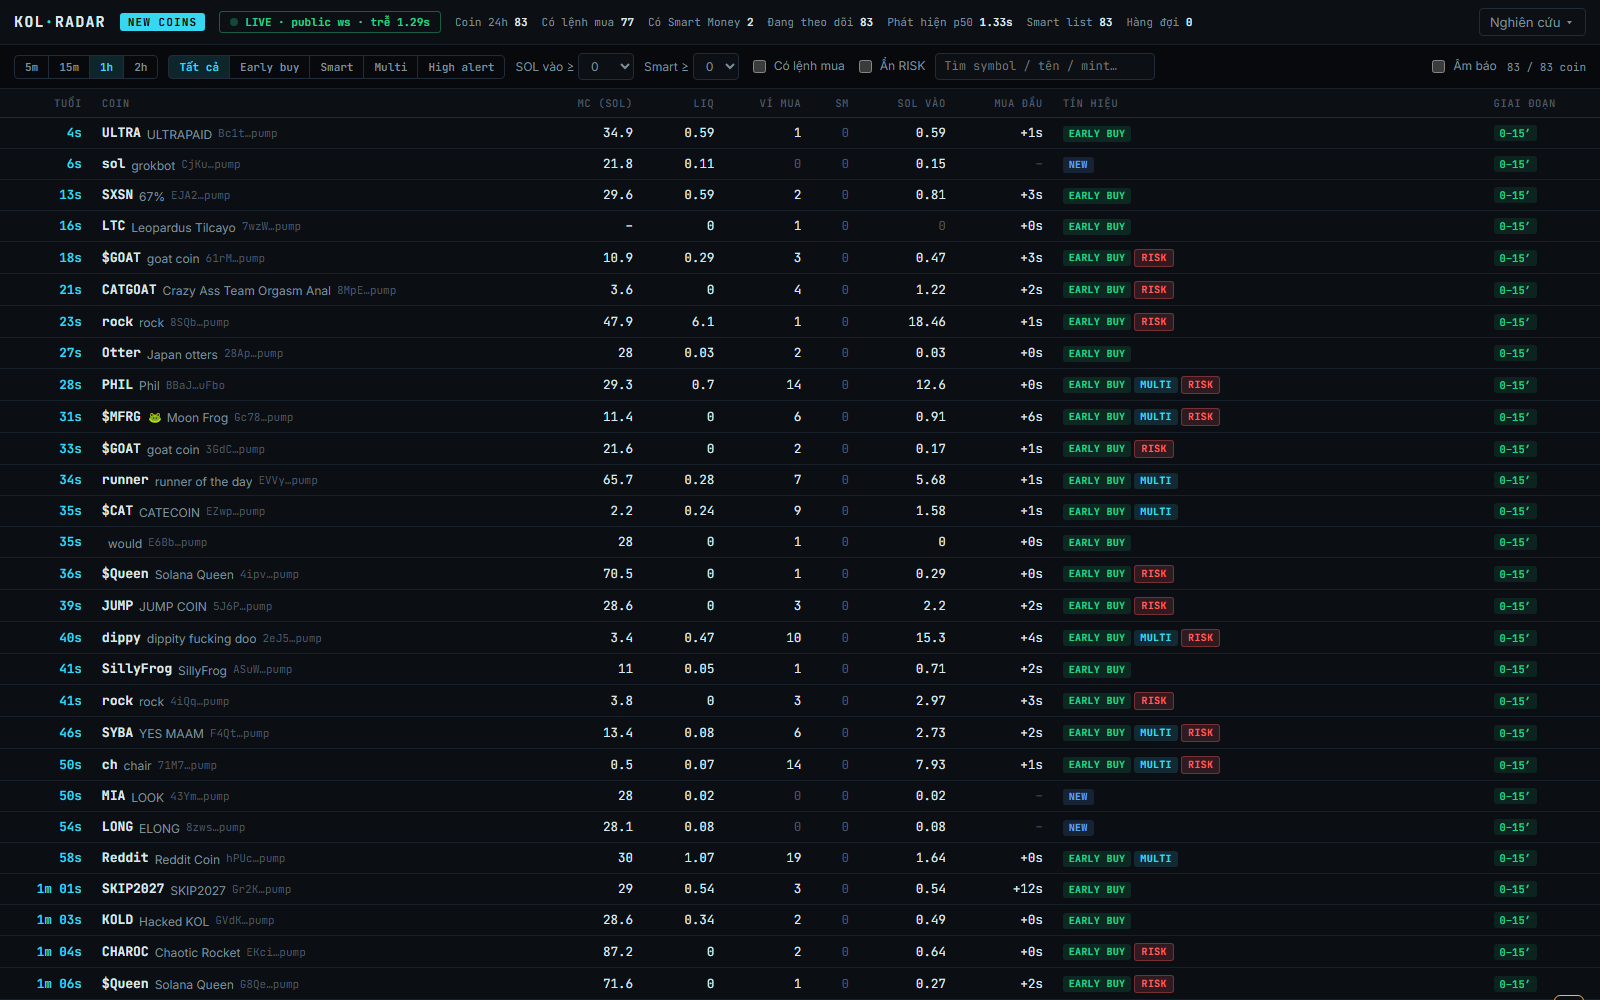 KOL·RADAR NEW COINS LIVE · public ws · trễ 1.29s Coin 24h 83 Có lệnh mua 77 Có Smart Money 2 Đang theo dõi 83 Phát hiện p50 1.33s Smart list 83 Hàng đợi 0 Nghiên cứu
5m 15m 1h 2h Tất cả Early buy Smart Multi High alert SOL vào ≥ 0 Smart ≥ 0 Có lệnh mua Ẩn RISK Tìm symbol / tên / mint… Âm báo 83 / 83 coin
TUỔI COIN MC (SOL) LIQ VÍ MUA SM SOL VÀO MUA ĐẦU TÍN HIỆU GIAI ĐOẠN
4s ULTRA ULTRAPAID Bc1t…pump 34.9 0.59 1 0 0.59 +1s EARLY BUY 0–15′
6s sol grokbot CjKu…pump 21.8 0.11 0 0 0.15 – NEW 0–15′
13s SXSN 67% EJA2…pump 29.6 0.59 2 0 0.81 +3s EARLY BUY 0–15′
16s LTC Leopardus Tilcayo 7wzW…pump – 0 1 0 0 +0s EARLY BUY 0–15′
18s $GOAT goat coin 61rM…pump 10.9 0.29 3 0 0.47 +3s EARLY BUY RISK 0–15′
21s CATGOAT Crazy Ass Team Orgasm Anal 8MpE…pump 3.6 0 4 0 1.22 +2s EARLY BUY RISK 0–15′
23s rock rock 8SQb…pump 47.9 6.1 1 0 18.46 +1s EARLY BUY RISK 0–15′
27s Otter Japan otters 28Ap…pump 28 0.03 2 0 0.03 +0s EARLY BUY 0–15′
28s PHIL Phil BBaJ…uFbo 29.3 0.7 14 0 12.6 +0s EARLY BUY MULTI RISK 0–15′
31s $MFRG 🐸 Moon Frog Gc78…pump 11.4 0 6 0 0.91 +6s EARLY BUY MULTI RISK 0–15′
33s $GOAT goat coin 3GdC…pump 21.6 0 2 0 0.17 +1s EARLY BUY RISK 0–15′
34s runner runner of the day EVVy…pump 65.7 0.28 7 0 5.68 +1s EARLY BUY MULTI 0–15′
35s $CAT CATECOIN EZwp…pump 2.2 0.24 9 0 1.58 +1s EARLY BUY MULTI 0–15′
35s would E6Bb…pump 28 0 1 0 0 +0s EARLY BUY 0–15′
36s $Queen Solana Queen 4ipv…pump 70.5 0 1 0 0.29 +0s EARLY BUY RISK 0–15′
39s JUMP JUMP COIN 5J6P…pump 28.6 0 3 0 2.2 +2s EARLY BUY RISK 0–15′
40s dippy dippity fucking doo 2eJ5…pump 3.4 0.47 10 0 15.3 +4s EARLY BUY MULTI RISK 0–15′
41s SillyFrog SillyFrog ASuW…pump 11 0.05 1 0 0.71 +2s EARLY BUY 0–15′
41s rock rock 4iQq…pump 3.8 0 3 0 2.97 +3s EARLY BUY RISK 0–15′
46s SYBA YES MAAM F4Qt…pump 13.4 0.08 6 0 2.73 +2s EARLY BUY MULTI RISK 0–15′
50s ch chair 71M7…pump 0.5 0.07 14 0 7.93 +1s EARLY BUY MULTI RISK 0–15′
50s MIA LOOK 43Ym…pump 28 0.02 0 0 0.02 – NEW 0–15′
54s LONG ELONG 8zws…pump 28.1 0.08 0 0 0.08 – NEW 0–15′
58s Reddit Reddit Coin hPUc…pump 30 1.07 19 0 1.64 +0s EARLY BUY MULTI 0–15′
1m 01s SKIP2027 SKIP2027 Gr2K…pump 29 0.54 3 0 0.54 +12s EARLY BUY 0–15′
1m 03s KOLD Hacked KOL GVdK…pump 28.6 0.34 2 0 0.49 +0s EARLY BUY 0–15′
1m 04s CHAROC Chaotic Rocket EKci…pump 87.2 0 2 0 0.64 +0s EARLY BUY RISK 0–15′
1m 06s $Queen Solana Queen G8Qe…pump 71.6 0 1 0 0.27 +2s EARLY BUY RISK 0–15′